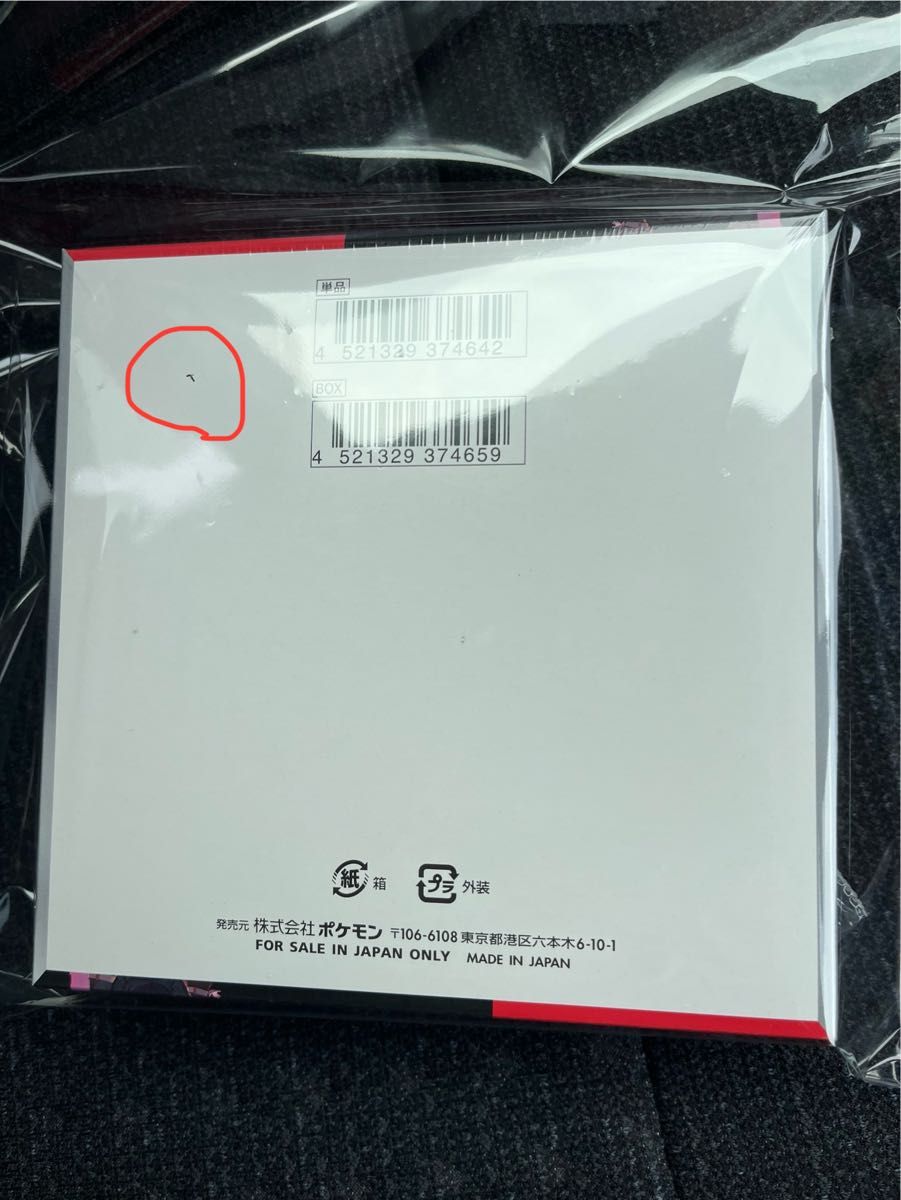 単品
4 521329 374642
BOX
4 521329 374659
紙 箱 プラ 外装
発売元 株式会社 ポケモン 〒106-6108 東京都港区六本木6-10-1
FOR SALE IN JAPAN ONLY MADE IN JAPAN